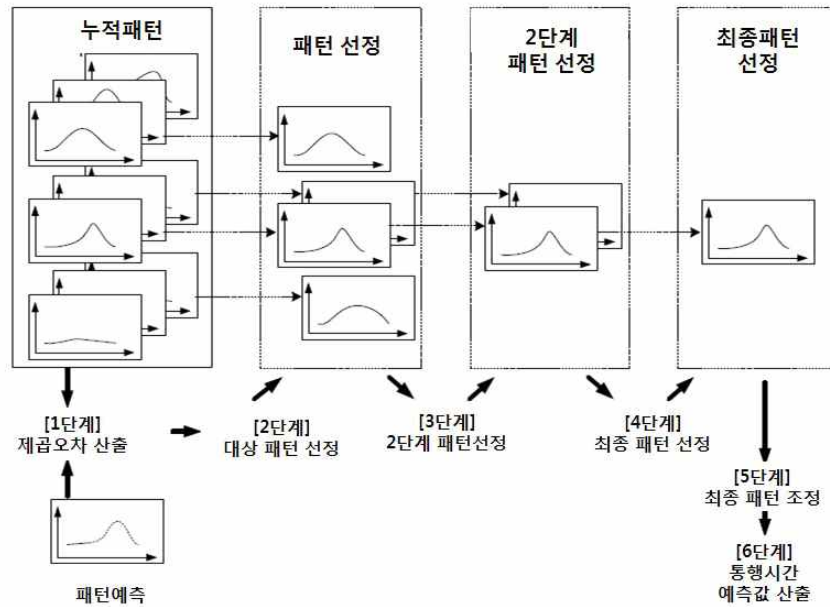 누적패턴
패턴 선정
2단계
패턴 선정
최종패턴
선정
[1단계]
제곱오차 산출
[2단계]
대상 패턴 선정
[3단계]
2단계 패턴선정
[4단계]
최종 패턴 선정
[5단계]
최종 패턴 조정
[6단계]
통행시간
예측값 산출
패턴예측